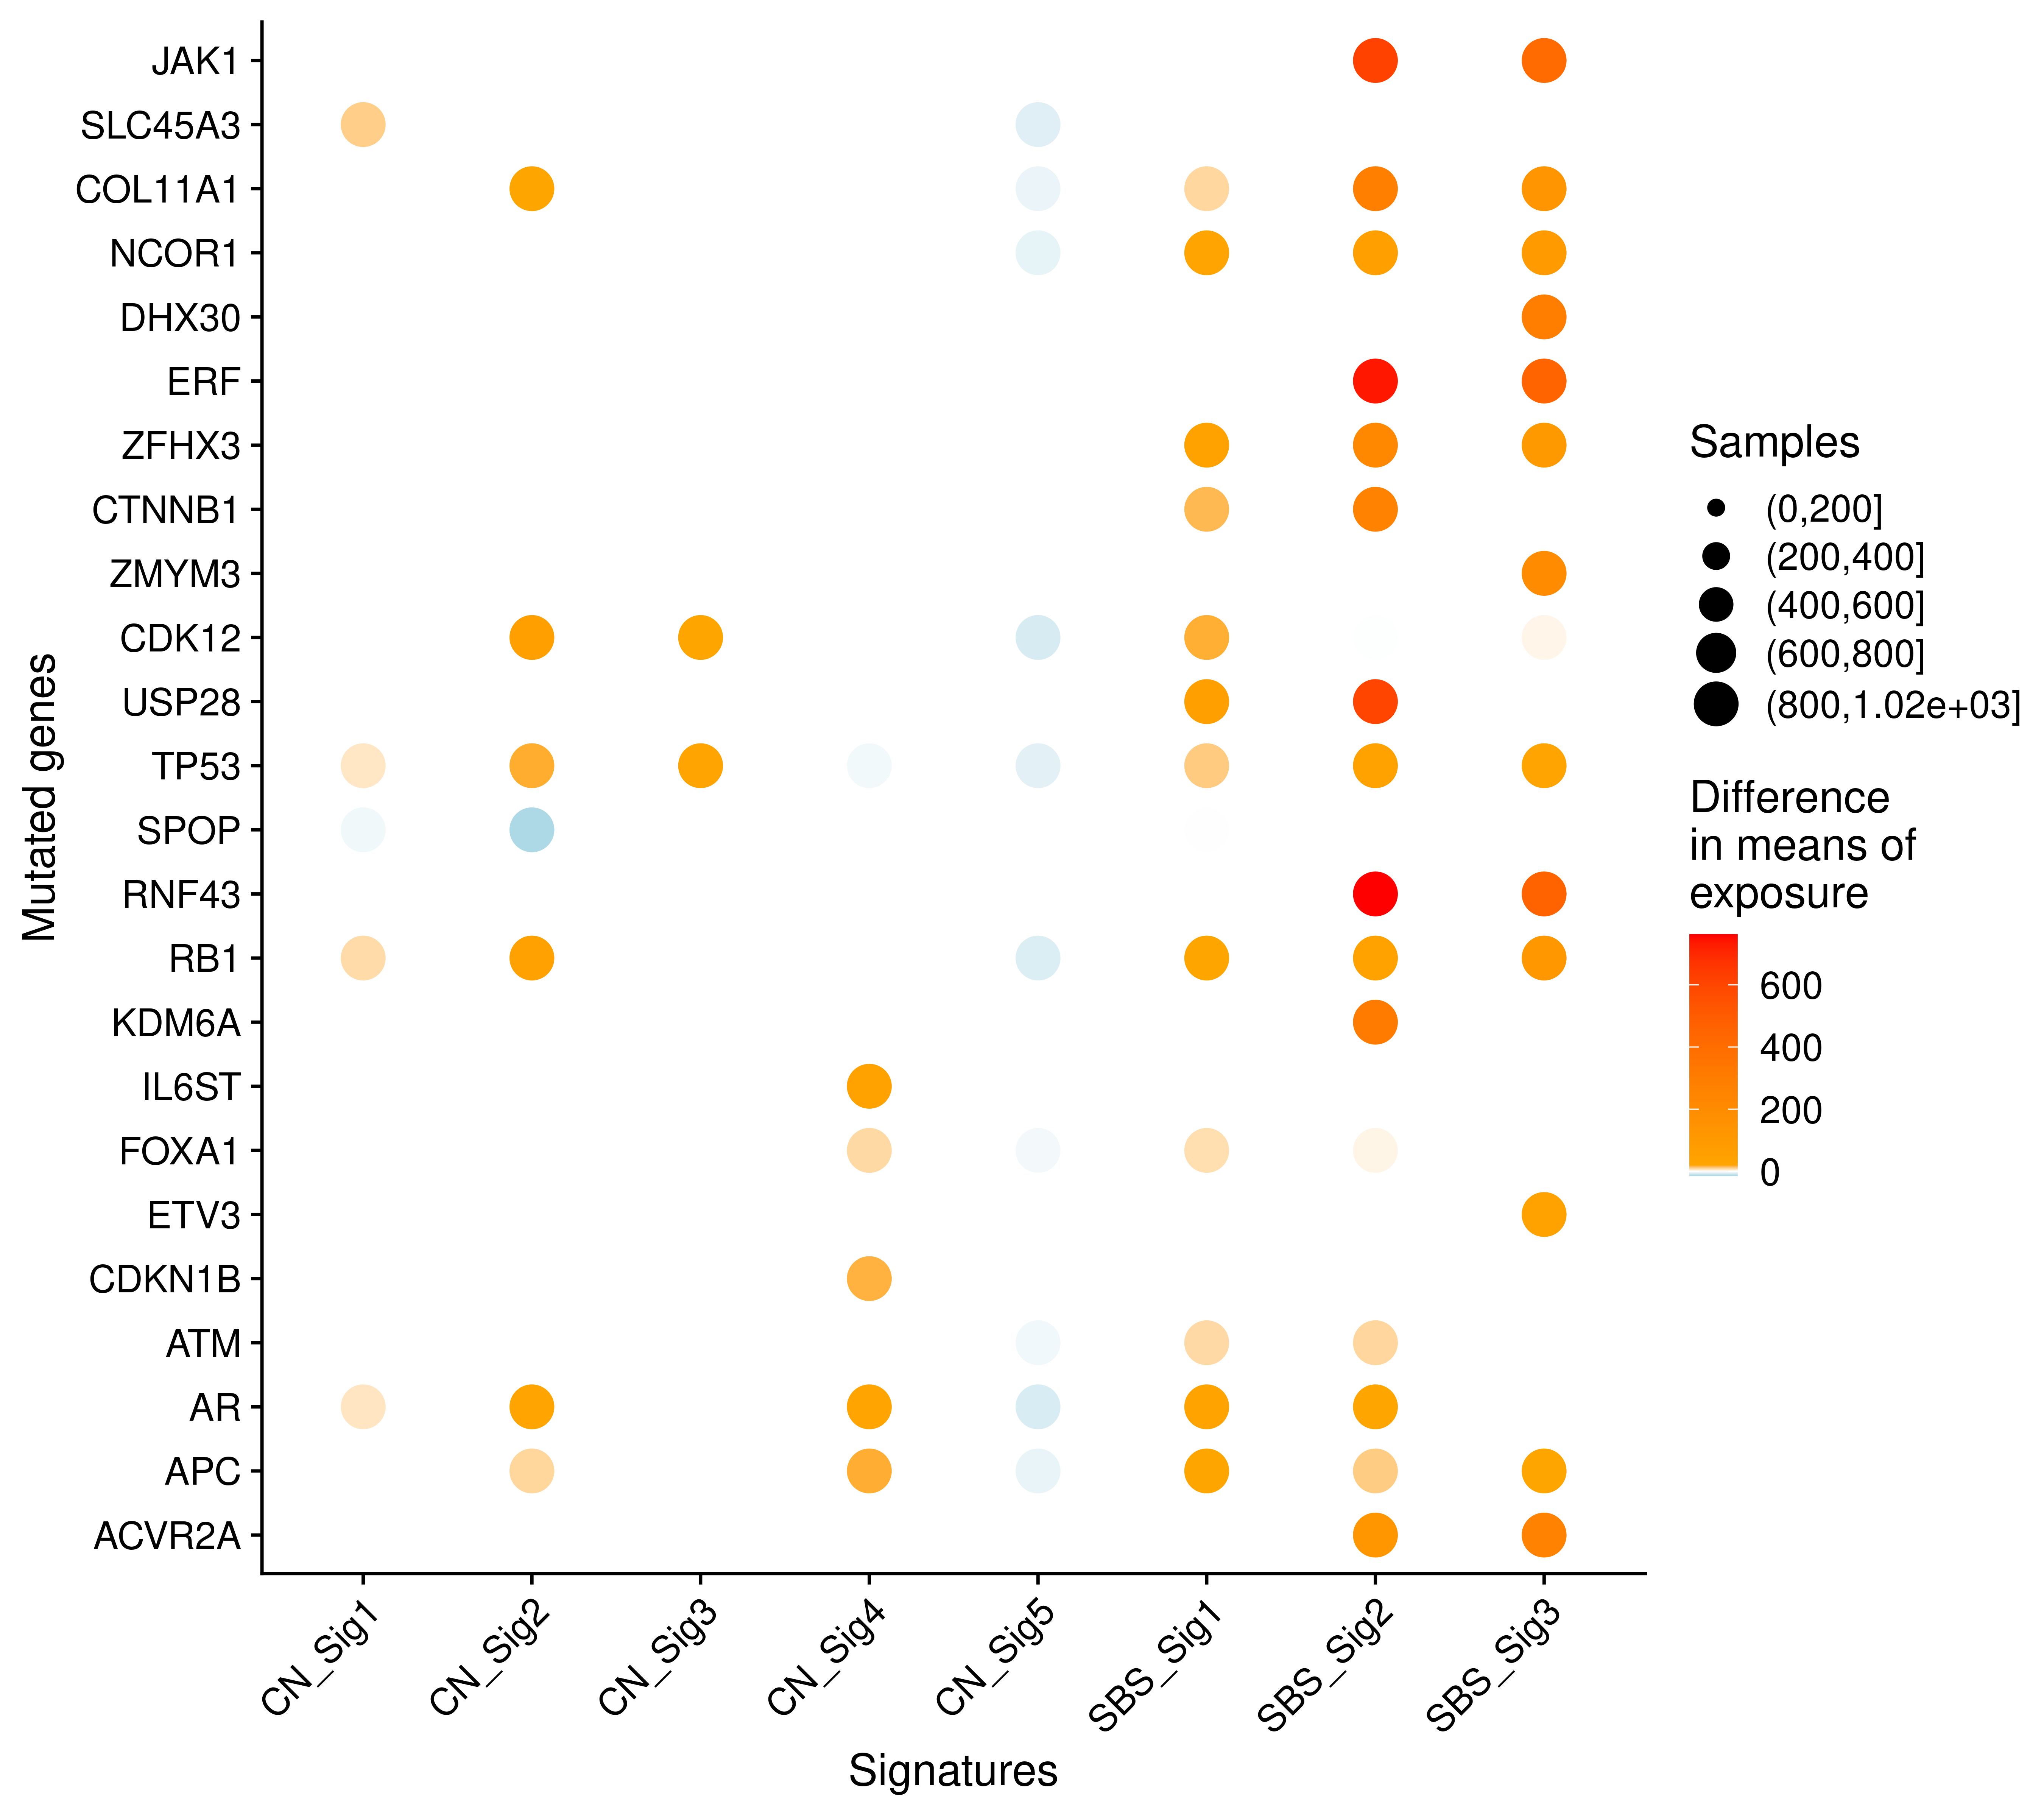 JAK1
SLC45A3
COL11A1
NCOR1
DHX30
ERF
ZFHX3
CTNNB1
ZMYM3
CDK12
USP28
TP53
SPOP
RNF43
RB1
KDM6A
IL6ST
FOXA1
ETV3
CDKN1B
ATM
AR
APC
ACVR2A
Mutated genes
CN_Sig1
CN_Sig2
CN_Sig3
CN_Sig4
CN_Sig5
SBS_Sig1
SBS_Sig2
SBS_Sig3
Signatures
Samples
(0,200]
(200,400]
(400,600]
(600,800]
(800,1.02e+03]
Difference
in means of
exposure
600
400
200
0